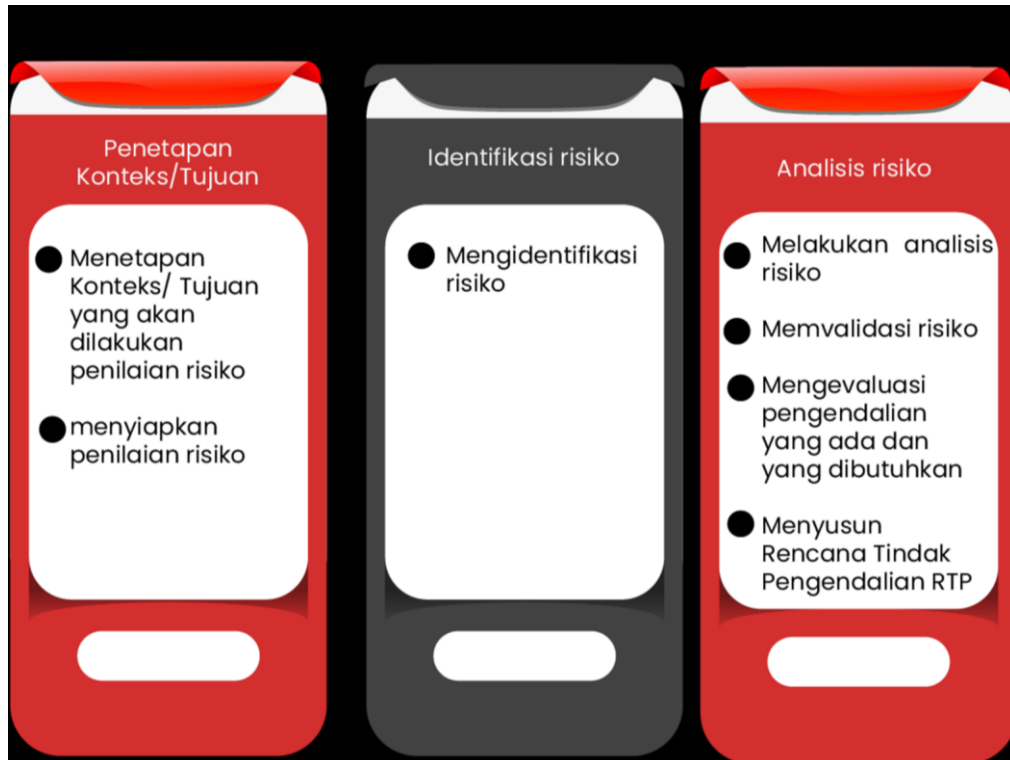 Penetapan
Konteks/Tujuan
Menetapan
Konteks/ Tujuan
yang akan
dilakukan
penilaian risiko
menyiapkan
penilaian risiko
Identifikasi risiko
Mengidentifikasi
risiko
Analisis risiko
Melakukan analisis
risiko
Memvalidasi risiko
Mengevaluasi
pengendalian
yang ada dan
yang dibutuhkan
Menyusun
Rencana Tindak
Pengendalian RTP